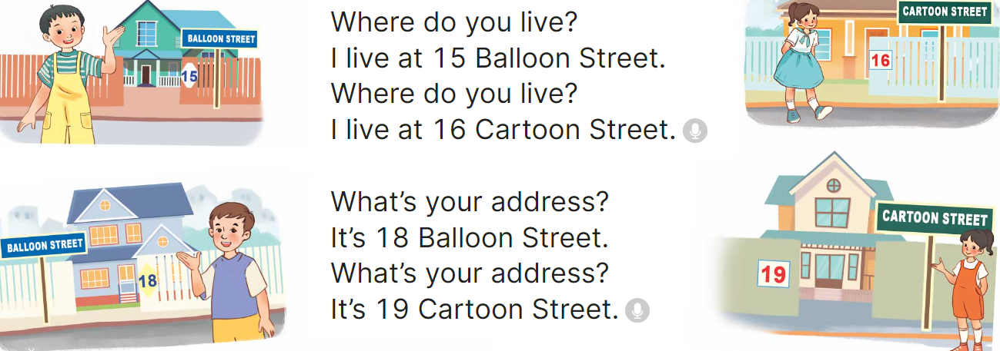 BALLOON STREET
15
Where do you live?
I live at 15 Balloon Street.
Where do you live?
I live at 16 Cartoon Street.
CARTOON STREET
16
BALLOON STREET
18
What's your address?
It's 18 Balloon Street.
What's your address?
It's 19 Cartoon Street.
CARTOON STREET
19